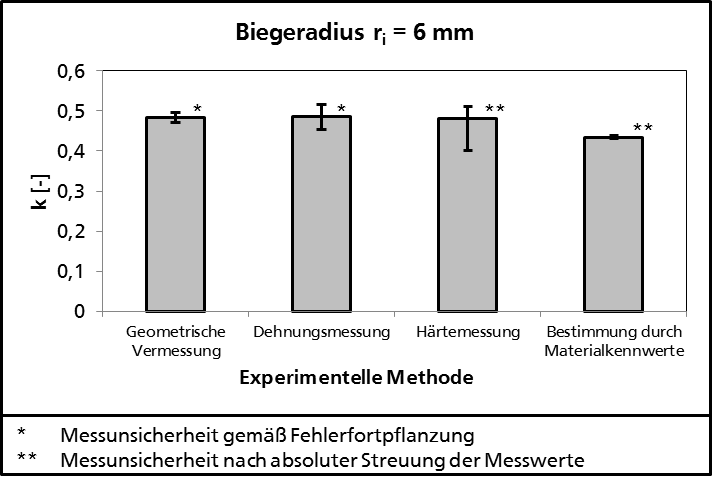 Biegeradius ri = 6 mm
0,6
0,5
0,4
0,3
0,2
0,1
0
k [-]
*
*
**
**
Geometrische
Vermessung
Dehnungsmessung
Härtemessung
Bestimmung durch
Materialkennwerte
Experimentelle Methode
* Messunsicherheit gemäß Fehlerfortpflanzung
** Messunsicherheit nach absoluter Streuung der Messwerte